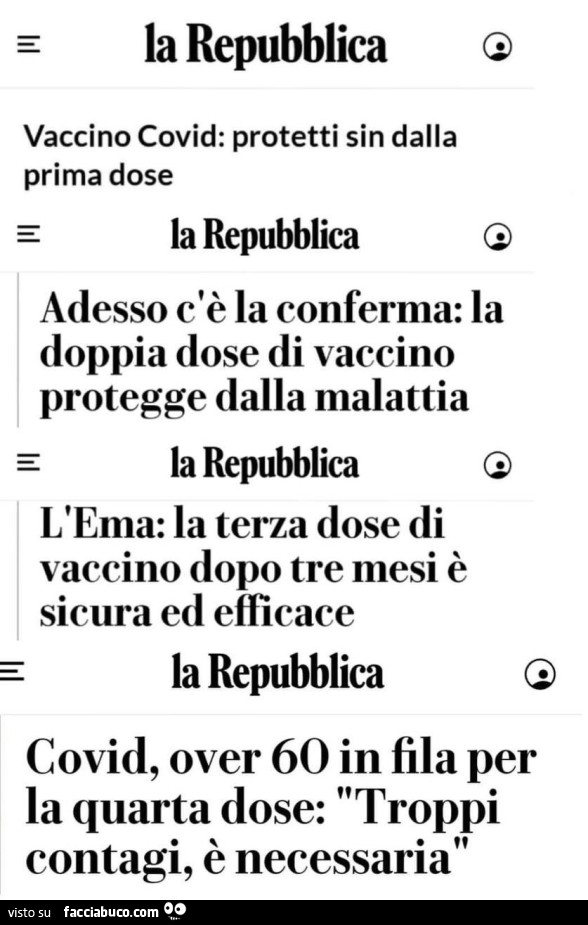 la Repubblica
Vaccino Covid: protetti sin dalla
prima dose
la Repubblica
Adesso c'è la conferma: la
doppia dose di vaccino
protegge dalla malattia
la Repubblica
L'Ema: la terza dose di
vaccino dopo tre mesi è
sicura ed efficace
la Repubblica
Covid, over 60 in fila per
la quarta dose: "Troppi
contagi, è necessaria"
visto su facciabuco.com